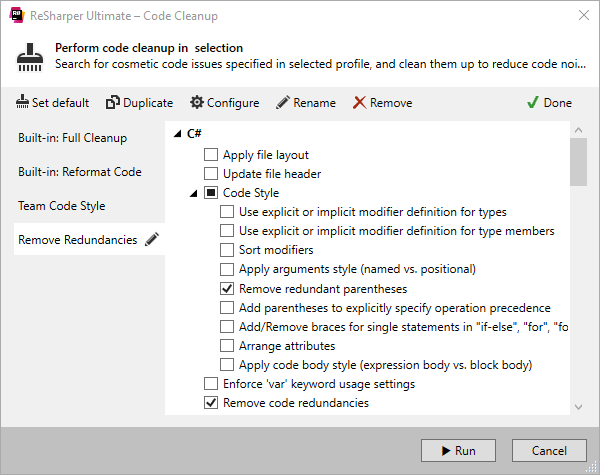 ReSharper Ultimate – Code Cleanup
Perform code cleanup in selection
Search for cosmetic code issues specified in selected profile, and clean them up to reduce code noi...
Set default Duplicate Configure Rename Remove Done
Built-in: Full Cleanup
Built-in: Reformat Code
Team Code Style
Remove Redundancies
C#
Apply file layout
Update file header
Code Style
Use explicit or implicit modifier definition for types
Use explicit or implicit modifier definition for type members
Sort modifiers
Apply arguments style (named vs. positional)
Remove redundant parentheses
Add parentheses to explicitly specify operation precedence
Add/Remove braces for single statements in "if-else", "for", "fo
Arrange attributes
Apply code body style (expression body vs. block body)
Enforce 'var' keyword usage settings
Remove code redundancies
Run Cancel